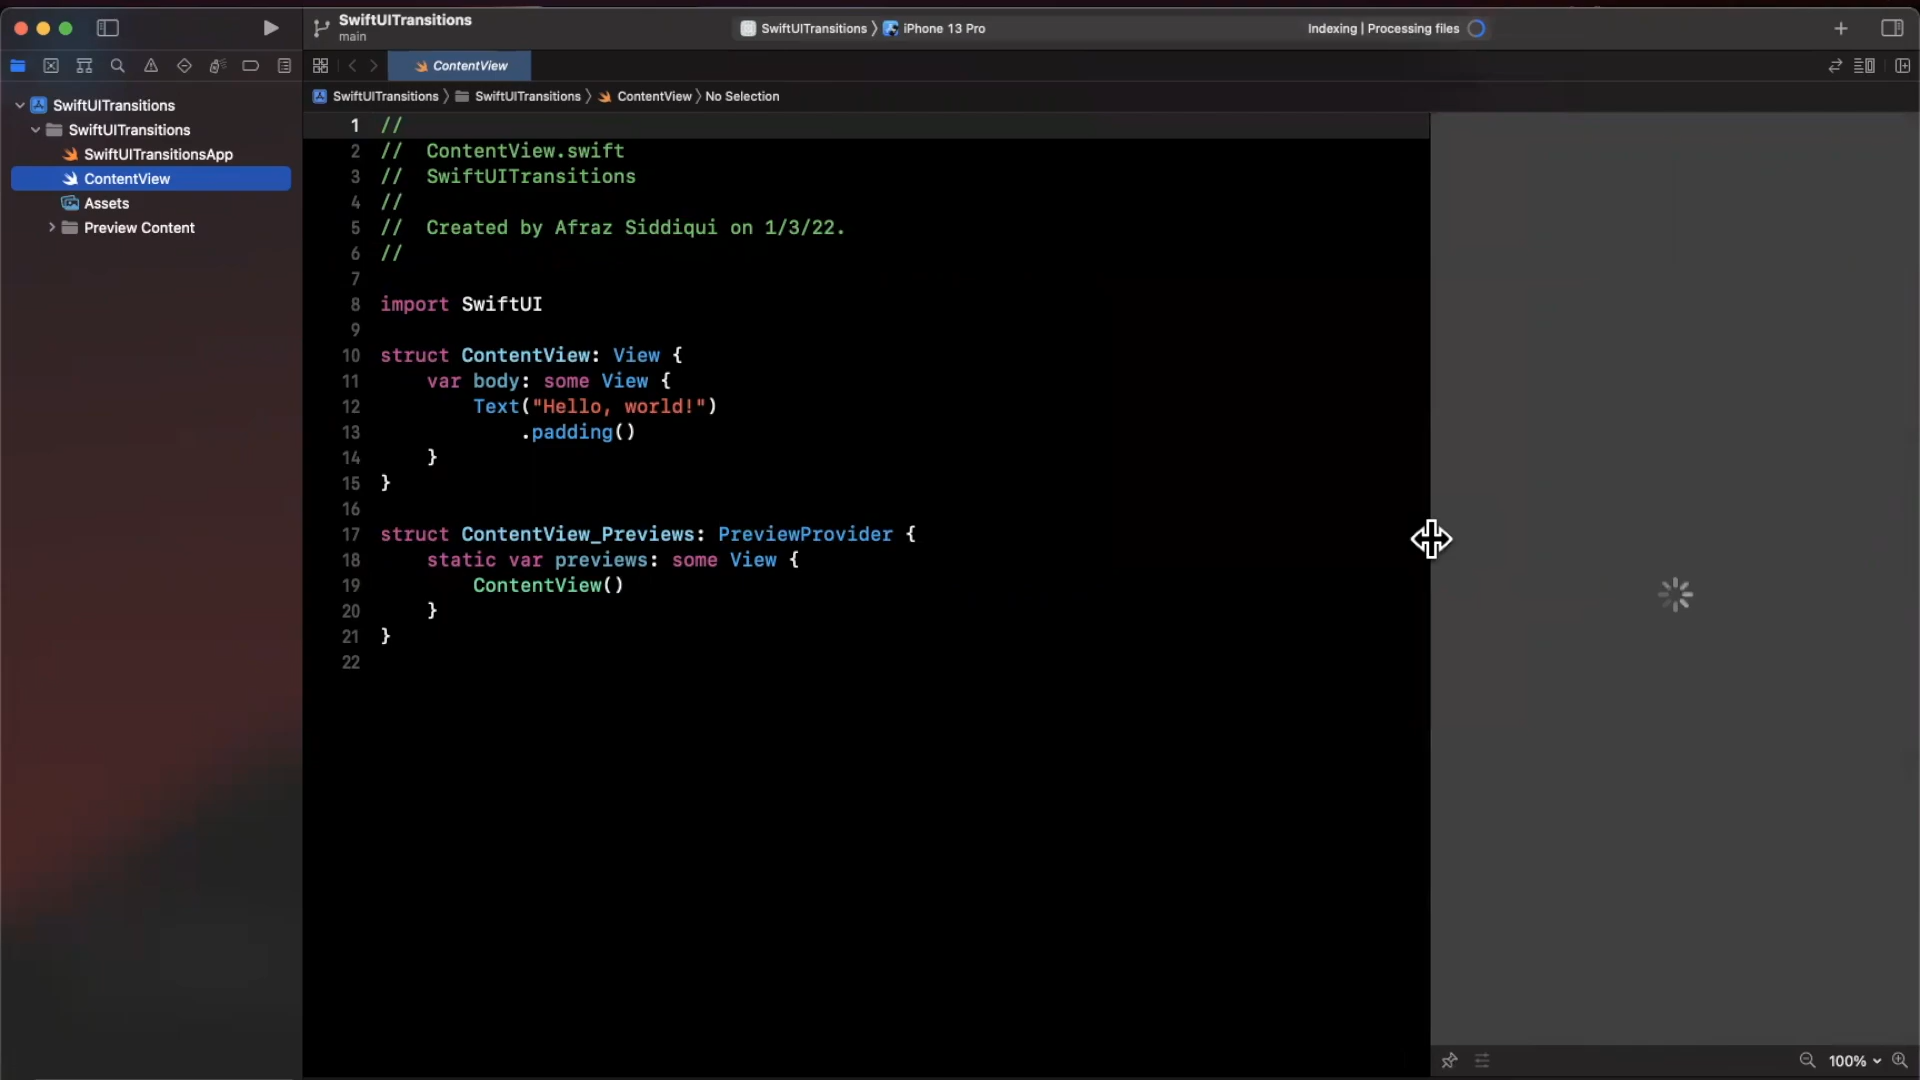 SwiftUITransitions
main
SwiftUITransitions 〉 iPhone 13 Pro
Indexing | Processing files
ContentView
SwiftUITransitions 〉 SwiftUITransitions 〉 ContentView 〉 No Selection
SwiftUITransitions
SwiftUITransitions
SwiftUITransitionsApp
ContentView
Assets
Preview Content
1 //
2 //  ContentView.swift
3 //  SwiftUITransitions
4 //
5 //  Created by Afraz Siddiqui on 1/3/22.
6 //
7
8 import SwiftUI
9
10 struct ContentView: View {
11     var body: some View {
12         Text("Hello, world!")
13             .padding()
14     }
15 }
16
17 struct ContentView_Previews: PreviewProvider {
18     static var previews: some View {
19         ContentView()
20     }
21 }
22
100%